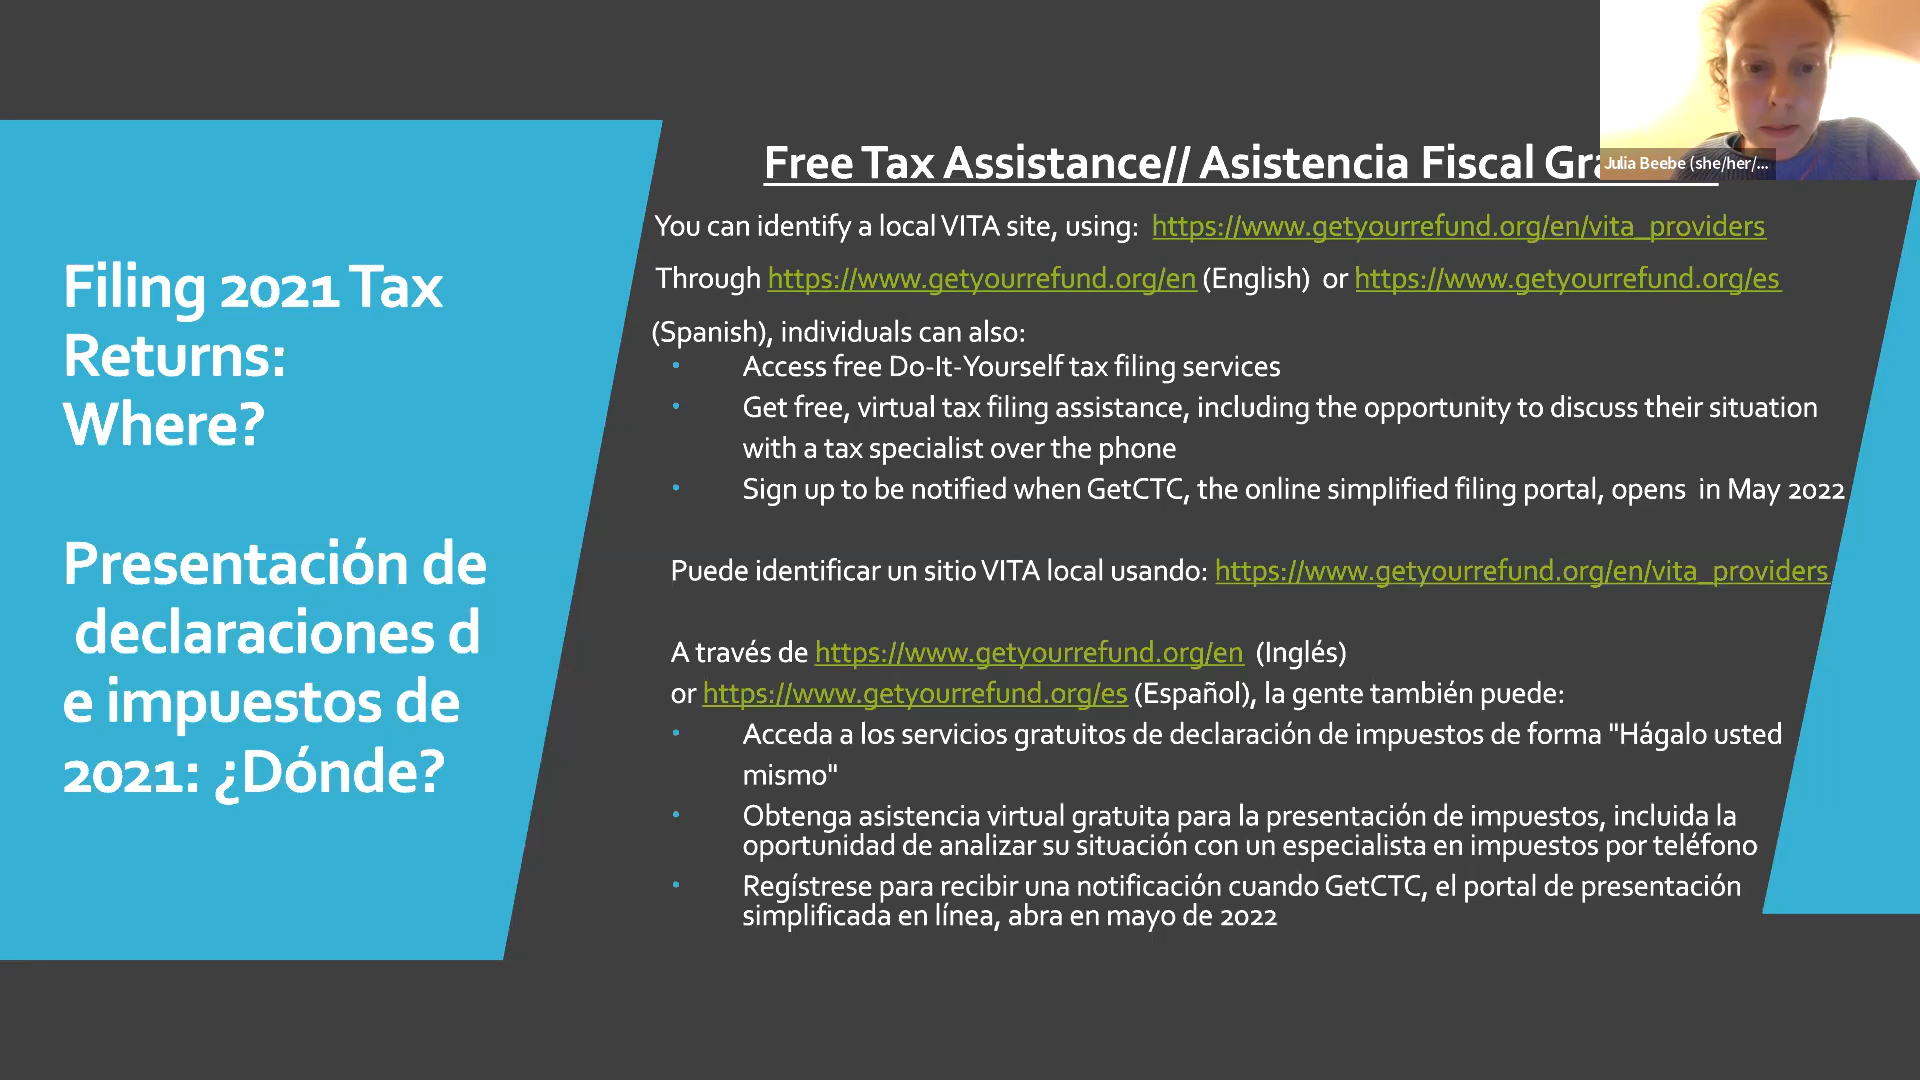 Filing 2021 Tax
Returns:
Where?
Presentación de
declaraciones d
e impuestos de
2021: ¿Dónde?
Free Tax Assistance// Asistencia Fiscal
Julia Beebe (she/her/...
You can identify a local VITA site, using: https://www.getyourrefund.org/en/vita_providers
Through https://www.getyourrefund.org/en (English) or https://www.getyourrefund.org/es
(Spanish), individuals can also:
• Access free Do-It-Yourself tax filing services
• Get free, virtual tax filing assistance, including the opportunity to discuss their situation
with a tax specialist over the phone
• Sign up to be notified when GetCTC, the online simplified filing portal, opens in May 2022
Puede identificar un sitio VITA local usando: https://www.getyourrefund.org/en/vita_providers
A través de https://www.getyourrefund.org/en (Inglés)
or https://www.getyourrefund.org/es (Español), la gente también puede:
• Acceda a los servicios gratuitos de declaración de impuestos de forma "Hágalo usted
mismo"
• Obtenga asistencia virtual gratuita para la presentación de impuestos, incluida la
oportunidad de analizar su situación con un especialista en impuestos por teléfono
• Regístrese para recibir una notificación cuando GetCTC, el portal de presentación
simplificada en línea, abra en mayo de 2022